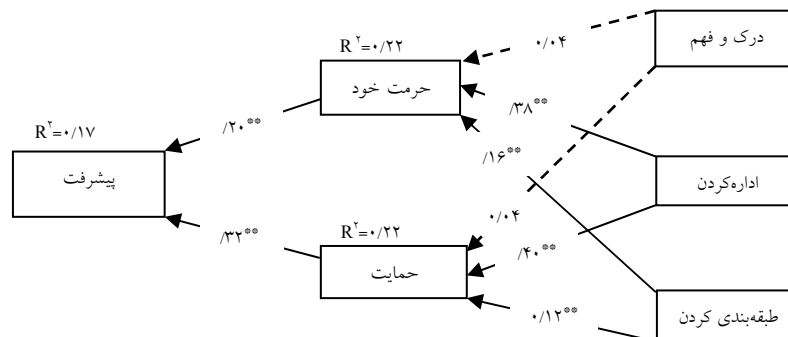 درک و فهم
۰/۰۴
R۲=۰/۲۲
حرمت خود
/۳۸**
/۲۰**
R۲=۰/۱۷
/۱۶**
پیشرفت
اداره‌کردن
۰/۰۴
/۳۲**
R۲=۰/۲۲
/۴۰**
حمایت
۰/۱۲**
طبقه‌بندی کردن